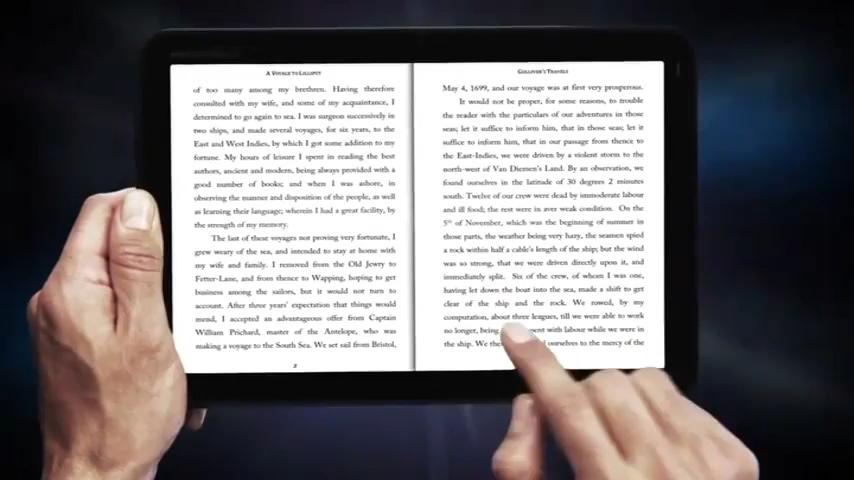 A VOYAGE TO LILLIPUT
of too many among my brethren. Having therefore
consulted with my wife, and some of my acquaintance, I
determined to go again to sea. I was surgeon successively in
two ships, and made several voyages, for six years, to the
East and West Indies, by which I got some addition to my
fortune. My hours of leisure I spent in reading the best
authors, ancient and modern, being always provided with a
good number of books; and when I was ashore, in
observing the manner and disposition of the people, as well
as learning their language; wherein I had a great facility, by
the strength of my memory.
The last of these voyages not proving very fortunate, I
grew weary of the sea, and intended to stay at home with
my wife and family. I removed from the Old Jewry to
Fetter-Lane, and from thence to Wapping, hoping to get
business among the sailors, but it would not turn to
account. After three years' expectation that things would
mend, I accepted an advantageous offer from Captain
William Prichard, master of the Antelope, who was
making a voyage to the South Sea. We set sail from Bristol,
2
GULLIVER'S TRAVELS
May 4, 1699, and our voyage was at first very prosperous.
It would not be proper, for some reasons, to trouble
the reader with the particulars of our adventures in those
seas; let it suffice to inform him, that in those seas; let it
suffice to inform him, that in our passage from thence to
the East-Indies, we were driven by a violent storm to the
north-west of Van Diemen's Land. By an observation, we
found ourselves in the latitude of 30 degrees 2 minutes
south. Twelve of our crew were dead by immoderate labour
and ill food; the rest were in aver weak condition. On the
5th of November, which was the beginning of summer in
those parts, the weather being very hazy, the seamen spied
a rock within half a cable's length of the ship; but the wind
was so strong, that we were driven directly upon it, and
immediately split. Six of the crew, of whom I was one,
having let down the boat into the sea, made a shift to get
clear of the ship and the rock. We rowed, by my
computation, about three leagues, till we were able to work
no longer, being spent with labour while we were in
the ship. We ourselves to the mercy of the